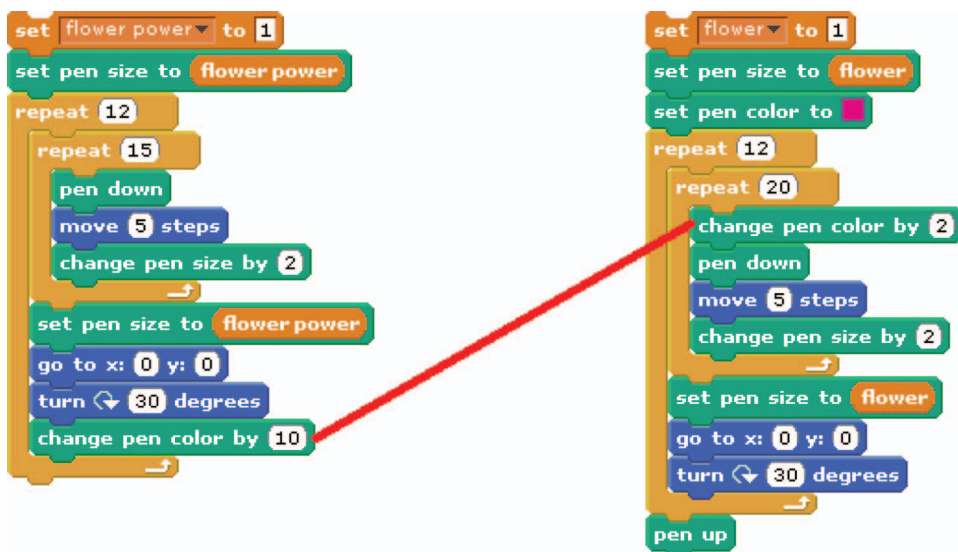 set flower power to 1
set pen size to flower power
repeat 12
repeat 15
pen down
move 5 steps
change pen size by 2
set pen size to flower power
go to x: 0 y: 0
turn 30 degrees
change pen color by 10
set flower to 1
set pen size to flower
set pen color to
repeat 12
repeat 20
change pen color by 2
pen down
move 5 steps
change pen size by 2
set pen size to flower
go to x: 0 y: 0
turn 30 degrees
pen up